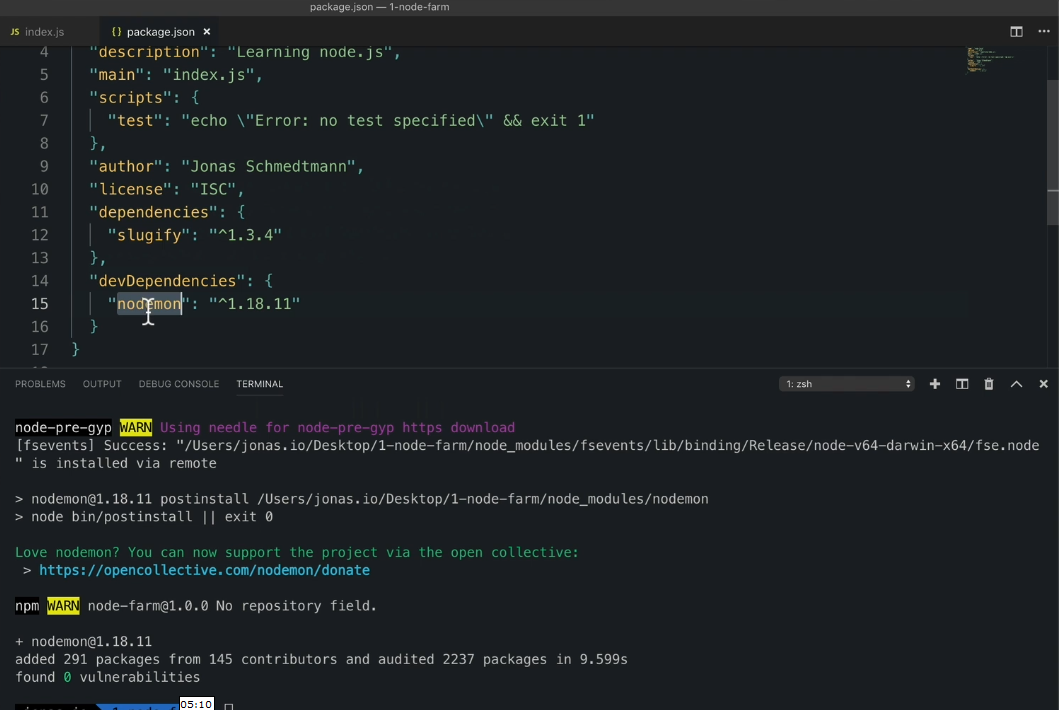 package.json — 1-node-farm
JS index.js
{} package.json ×
4 "description": "Learning node.js",
5 "main": "index.js",
6 "scripts": {
7 "test": "echo \"Error: no test specified\" && exit 1"
8 },
9 "author": "Jonas Schmedtmann",
10 "license": "ISC",
11 "dependencies": {
12 "slugify": "^1.3.4"
13 },
14 "devDependencies": {
15 "nodemon": "^1.18.11"
16 }
17 }
PROBLEMS OUTPUT DEBUG CONSOLE TERMINAL 1: zsh
node-pre-gyp WARN Using needle for node-pre-gyp https download
[fsevents] Success: "/Users/jonas.io/Desktop/1-node-farm/node_modules/fsevents/lib/binding/Release/node-v64-darwin-x64/fse.node
" is installed via remote
> nodemon@1.18.11 postinstall /Users/jonas.io/Desktop/1-node-farm/node_modules/nodemon
> node bin/postinstall || exit 0
Love nodemon? You can now support the project via the open collective:
> https://opencollective.com/nodemon/donate
npm WARN node-farm@1.0.0 No repository field.
+ nodemon@1.18.11
added 291 packages from 145 contributors and audited 2237 packages in 9.599s
found 0 vulnerabilities
05:10